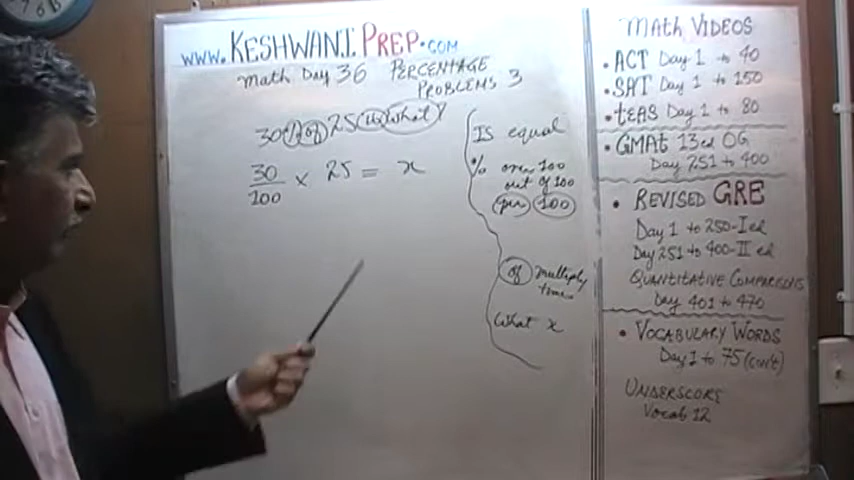 www.KESHWANI PREP.COM
Math Day 36 PERCENTAGE PROBLEMS 3
30 % of 25 is what ?
30/100 × 25 = x
Is equal
% over 100
out of 100
per 100
of multiply
times
What x
MATH VIDEOS
• ACT Day 1 to 40
• SAT Day 1 to 150
• tEAS Day 1 to 80
• GMAt 13ed OG
Day 251 to 400
• REVISED GRE
Day 1 to 250-I ed
Day 251 to 400-II ed
QUANTITATIVE COMPARISONS
Day 401 to 470
• VOCABULARY WORDS
Day 1 to 75 (con't)
UNDERSCORE
Vocab 12